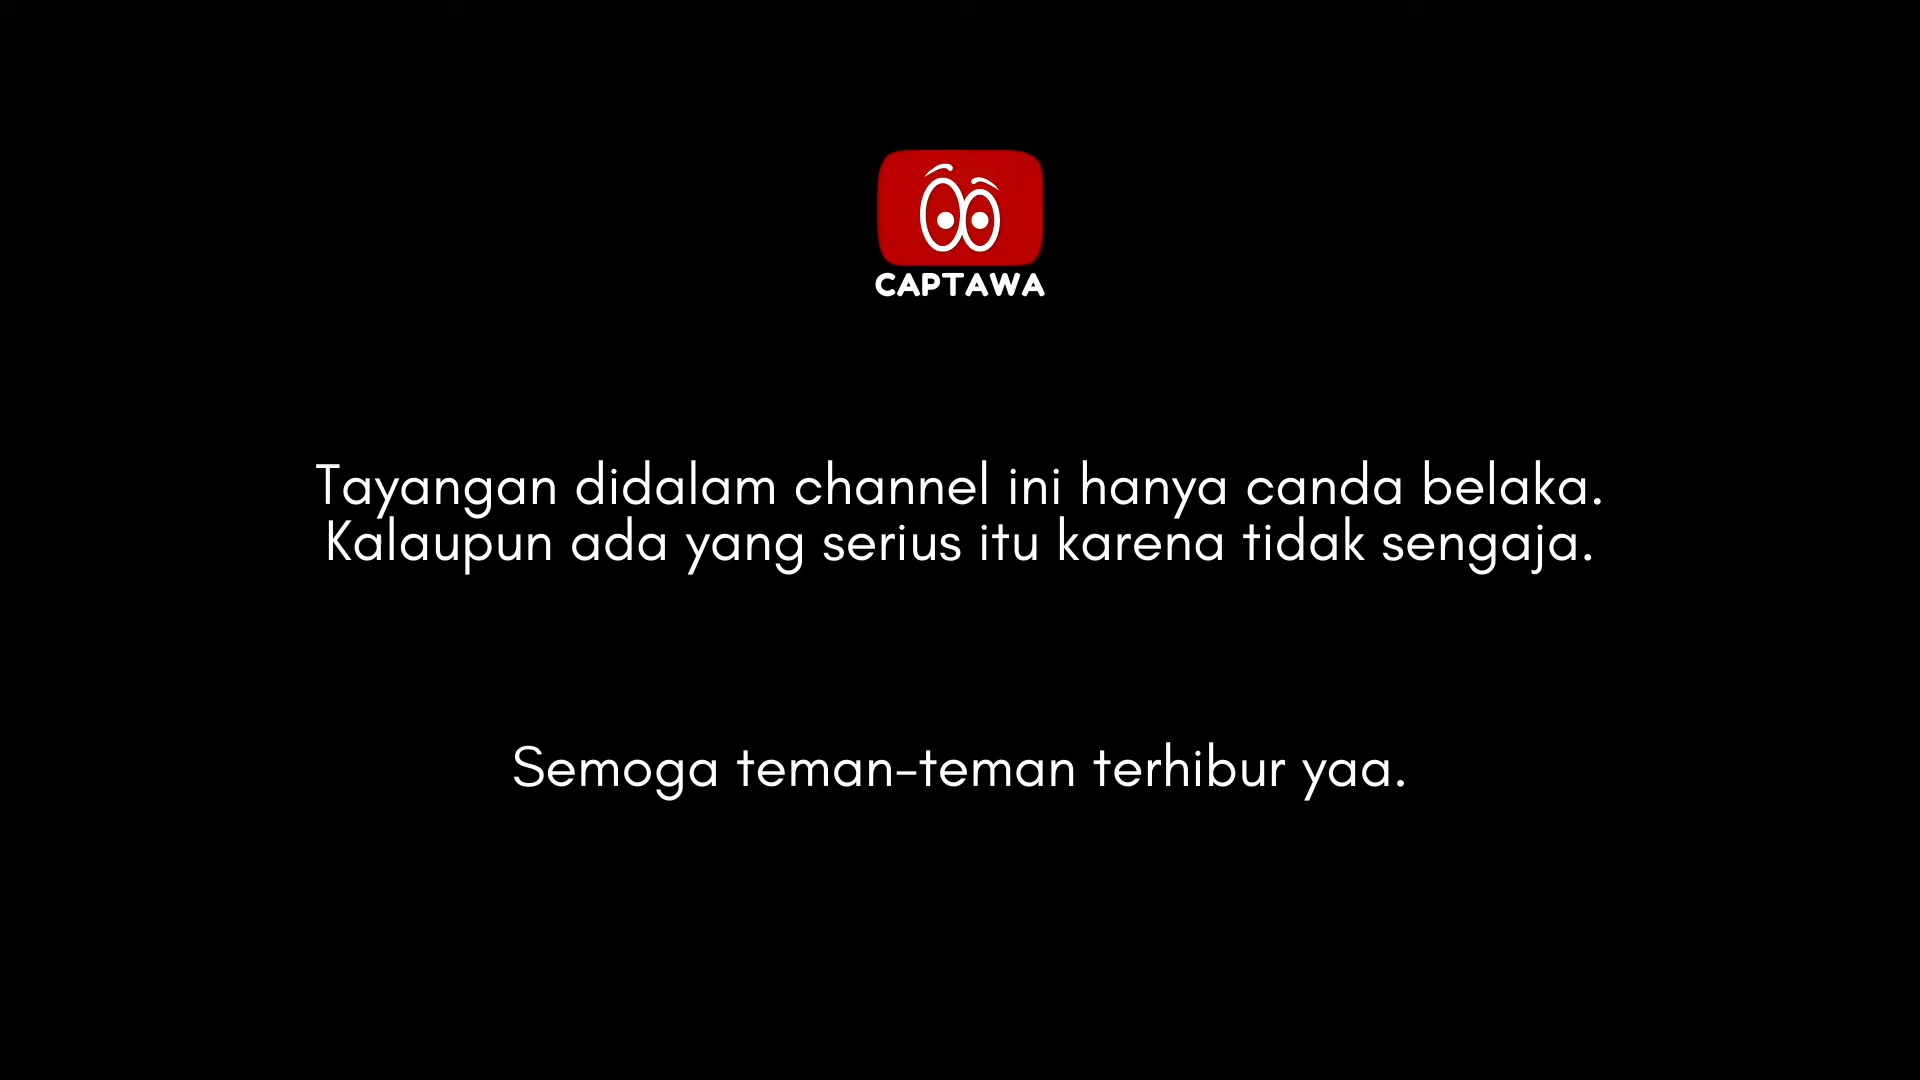 CAPTAWA
Tayangan didalam channel ini hanya canda belaka.
Kalaupun ada yang serius itu karena tidak sengaja.
Semoga teman-teman terhibur yaa.